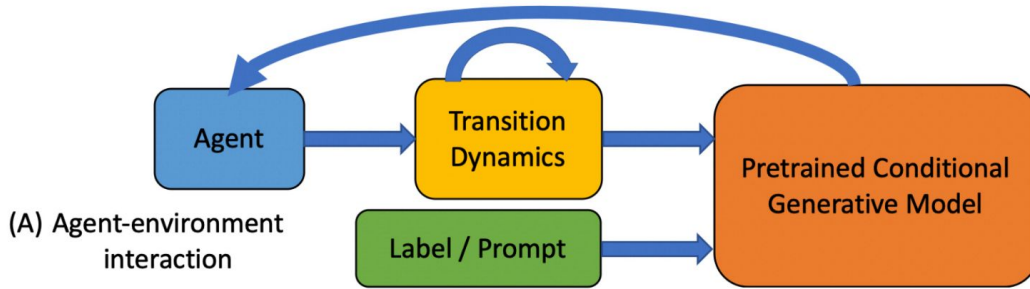 Agent
Transition
Dynamics
Pretrained Conditional
Generative Model
(A) Agent-environment
interaction
Label / Prompt